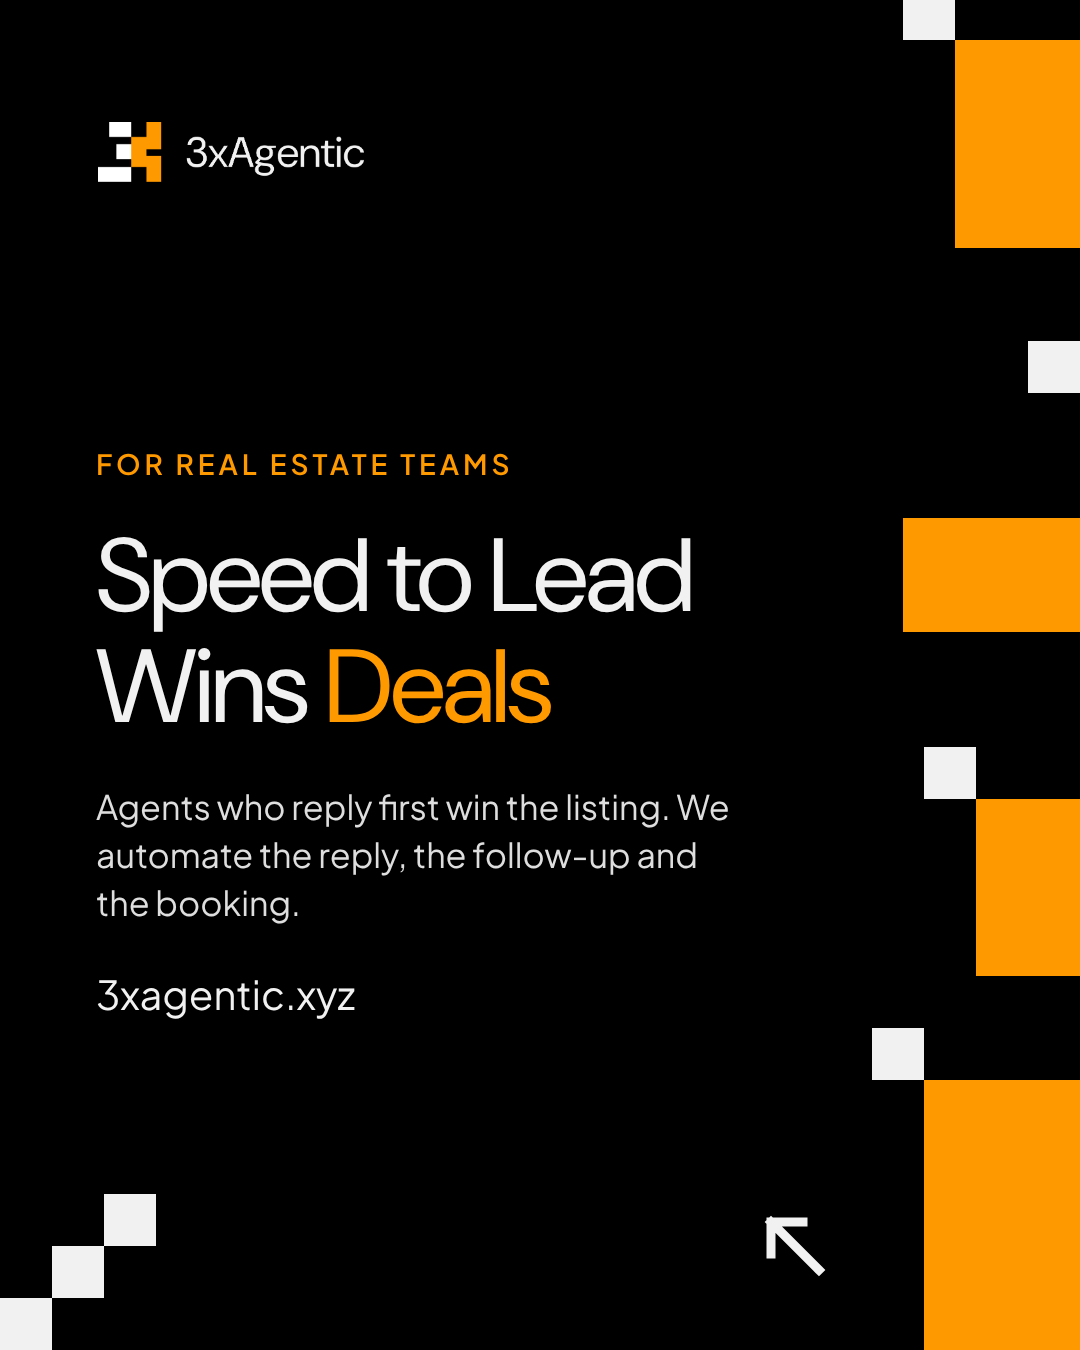 3xAgentic
FOR REAL ESTATE TEAMS
Speed to Lead
Wins Deals
Agents who reply first win the listing. We
automate the reply, the follow-up and
the booking.
3xagentic.xyz